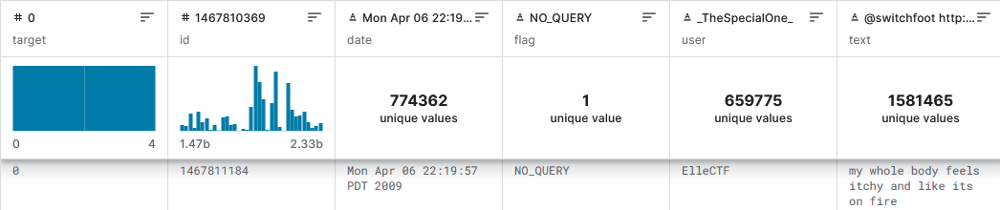 # 0
target
# 1467810369
id
A Mon Apr 06 22:19...
date
A NO_QUERY
flag
A _TheSpecialOne_
user
A @switchfoot http:...
text
0 4
1.47b 2.33b
774362
unique values
1
unique value
659775
unique values
1581465
unique values
0
1467811184
Mon Apr 06 22:19:57
PDT 2009
NO_QUERY
ElleCTF
my whole body feels
itchy and like its
on fire